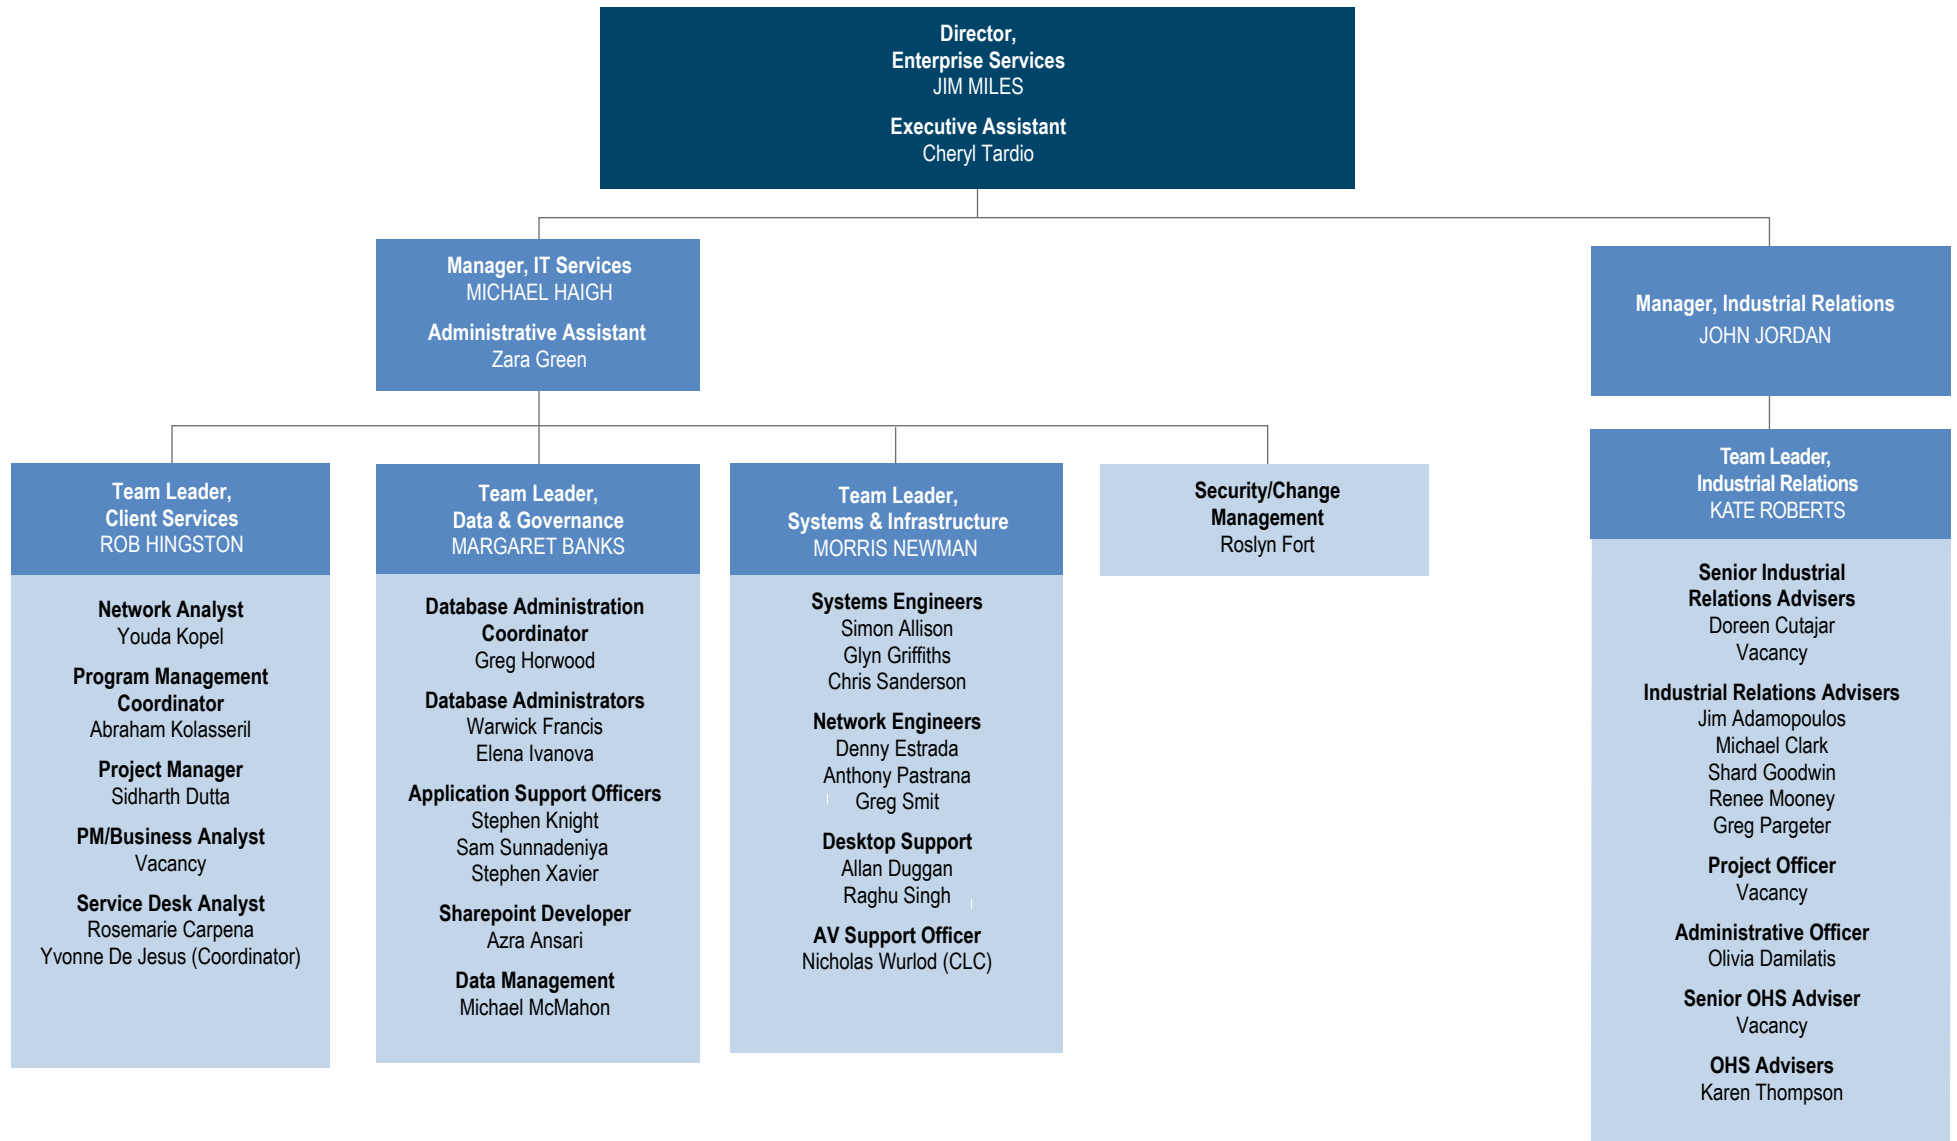 Director,
Enterprise Services
JIM MILES
Executive Assistant
Cheryl Tardio
Manager, IT Services
MICHAEL HAIGH
Administrative Assistant
Zara Green
Manager, Industrial Relations
JOHN JORDAN
Team Leader,
Client Services
ROB HINGSTON
Network Analyst
Youda Kopel
Program Management
Coordinator
Abraham Kolasseril
Project Manager
Sidharth Dutta
PM/Business Analyst
Vacancy
Service Desk Analyst
Rosemarie Carpena
Yvonne De Jesus (Coordinator)
Team Leader,
Data & Governance
MARGARET BANKS
Database Administration
Coordinator
Greg Horwood
Database Administrators
Warwick Francis
Elena Ivanova
Application Support Officers
Stephen Knight
Sam Sunnadeniya
Stephen Xavier
Sharepoint Developer
Azra Ansari
Data Management
Michael McMahon
Team Leader,
Systems & Infrastructure
MORRIS NEWMAN
Systems Engineers
Simon Allison
Glyn Griffiths
Chris Sanderson
Network Engineers
Denny Estrada
Anthony Pastrana
Greg Smit
Desktop Support
Allan Duggan
Raghu Singh
AV Support Officer
Nicholas Wurlod (CLC)
Security/Change
Management
Roslyn Fort
Team Leader,
Industrial Relations
KATE ROBERTS
Senior Industrial
Relations Advisers
Doreen Cutajar
Vacancy
Industrial Relations Advisers
Jim Adamopoulos
Michael Clark
Shard Goodwin
Renee Mooney
Greg Pargeter
Project Officer
Vacancy
Administrative Officer
Olivia Damilatis
Senior OHS Adviser
Vacancy
OHS Advisers
Karen Thompson